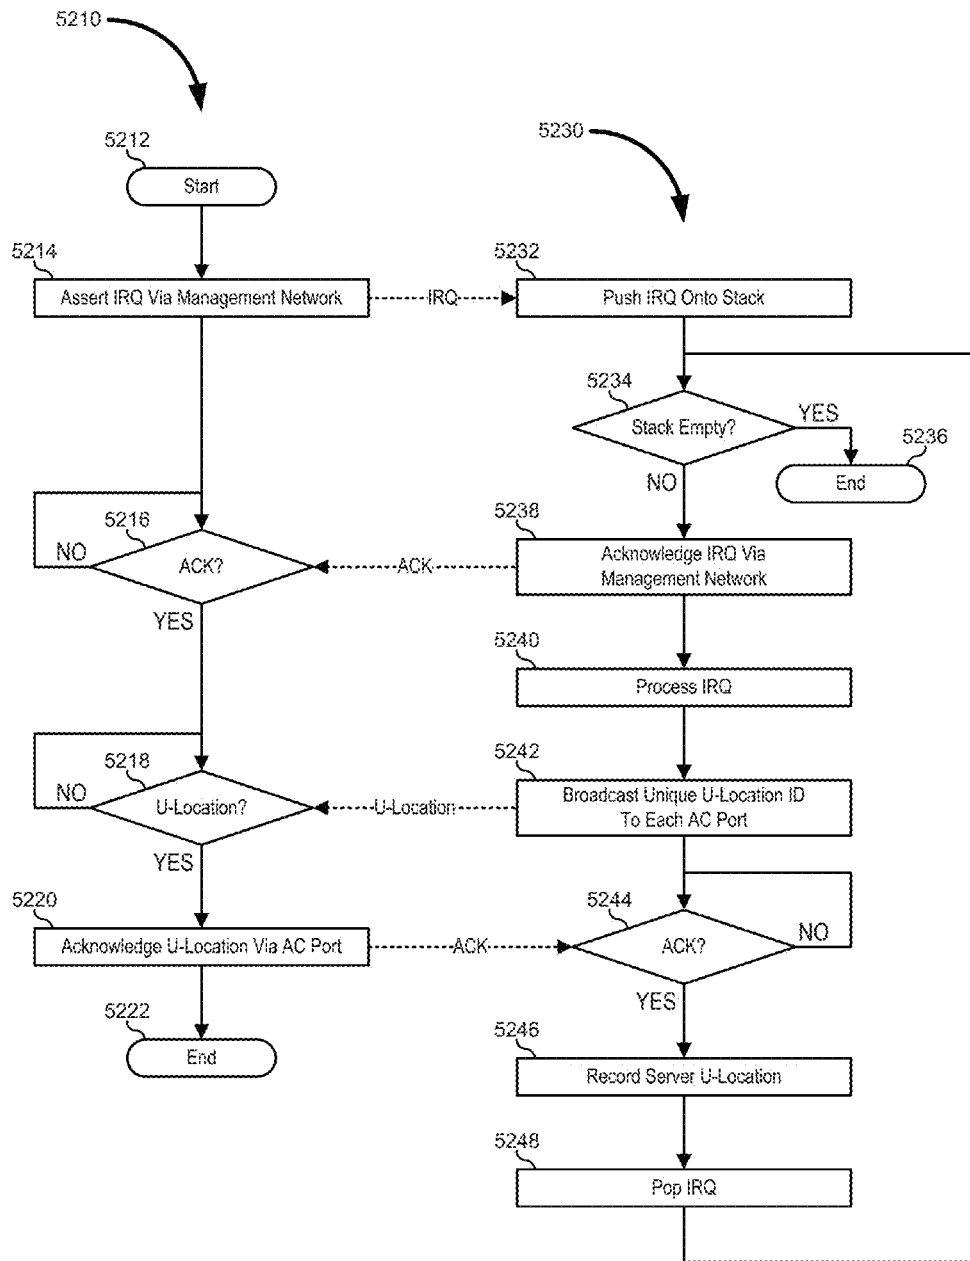 5210
5230
5212
Start
5214
Assert IRQ Via Management Network
IRQ
5232
Push IRQ Onto Stack
5234
Stack Empty?
YES
5236
End
NO
5216
ACK?
NO
YES
5238
ACK
Acknowledge IRQ Via
Management Network
5240
Process IRQ
5218
U-Location?
NO
YES
5242
U-Location
Broadcast Unique U-Location ID
To Each AC Port
5220
Acknowledge U-Location Via AC Port
ACK
5244
ACK?
NO
YES
5222
End
5246
Record Server U-Location
5248
Pop IRQ